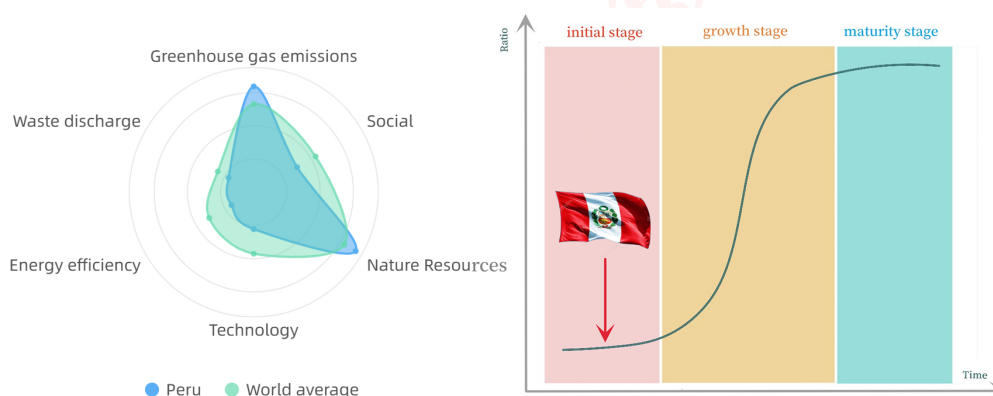 Greenhouse gas emissions
Waste discharge
Social
Energy efficiency
Nature Resources
Technology
Peru
World average
Ratio
initial stage
growth stage
maturity stage
Time